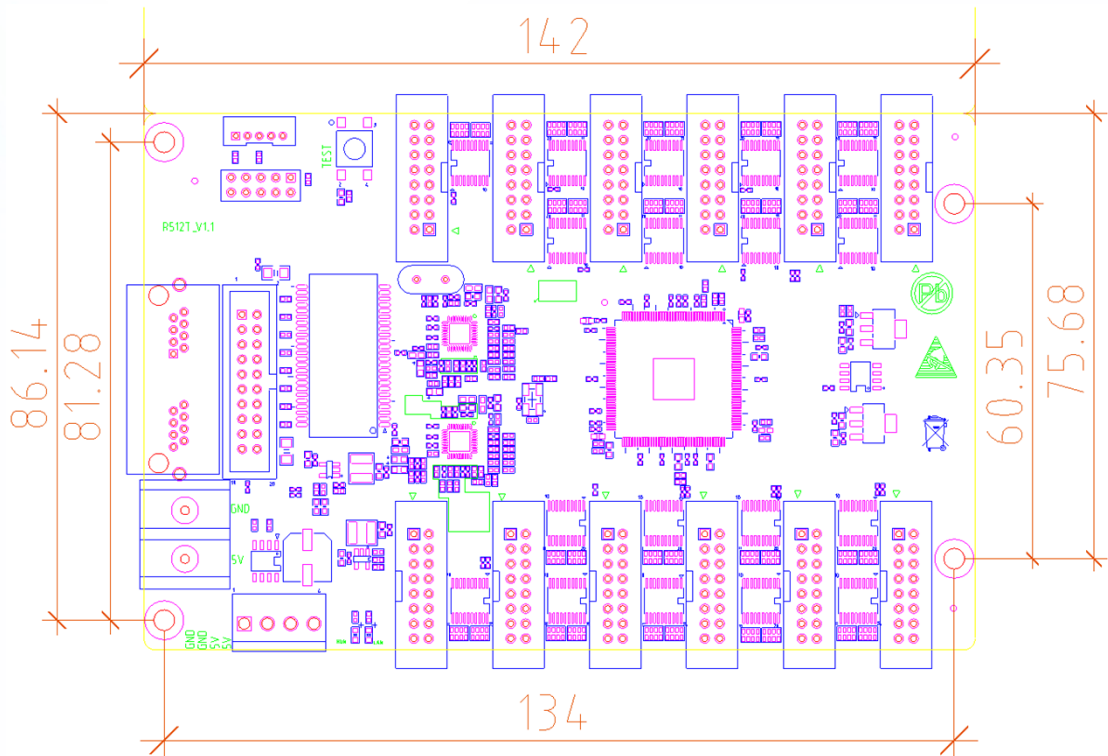 142
TEST
R512T_V1.1
Pb
86.14
81.28
60.35
75.68
GND
5V
GND
GND
5V
5V
134